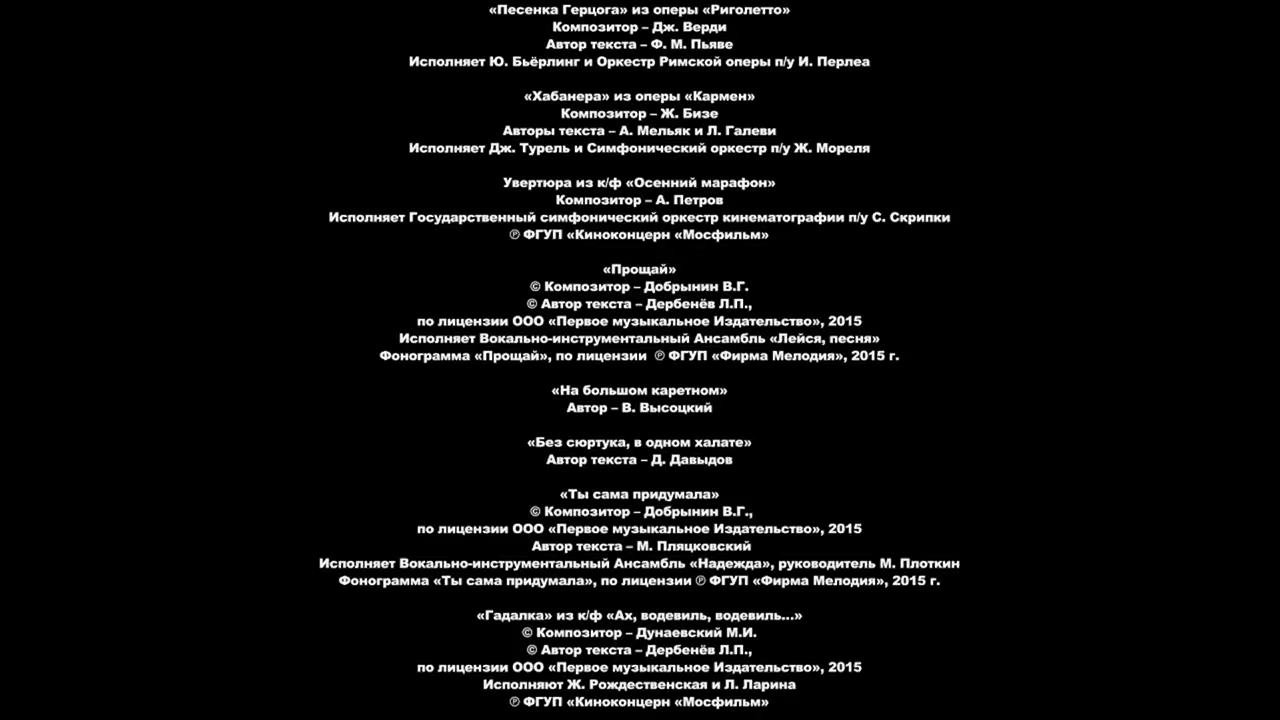 «Песенка Герцога» из оперы «Риголетто»
Композитор – Дж. Верди
Автор текста – Ф. М. Пьяве
Исполняет Ю. Бьёрлинг и Оркестр Римской оперы п/у И. Перлеа
«Хабанера» из оперы «Кармен»
Композитор – Ж. Бизе
Авторы текста – А. Мельяк и Л. Галеви
Исполняет Дж. Турель и Симфонический оркестр п/у Ж. Мореля
Увертюра из к/ф «Осенний марафон»
Композитор – А. Петров
Исполняет Государственный симфонический оркестр кинематографии п/у С. Скрипки
℗ ФГУП «Киноконцерн «Мосфильм»
«Прощай»
© Композитор – Добрынин В.Г.
© Автор текста – Дербенёв Л.П.,
по лицензии ООО «Первое музыкальное Издательство», 2015
Исполняет Вокально-инструментальный Ансамбль «Лейся, песня»
Фонограмма «Прощай», по лицензии ℗ ФГУП «Фирма Мелодия», 2015 г.
«На большом каретном»
Автор – В. Высоцкий
«Без сюртука, в одном халате»
Автор текста – Д. Давыдов
«Ты сама придумала»
© Композитор – Добрынин В.Г.,
по лицензии ООО «Первое музыкальное Издательство», 2015
Автор текста – М. Пляцковский
Исполняет Вокально-инструментальный Ансамбль «Надежда», руководитель М. Плоткин
Фонограмма «Ты сама придумала», по лицензии ℗ ФГУП «Фирма Мелодия», 2015 г.
«Гадалка» из к/ф «Ах, водевиль, водевиль...»
© Композитор – Дунаевский М.И.
© Автор текста – Дербенёв Л.П.,
по лицензии ООО «Первое музыкальное Издательство», 2015
Исполняют Ж. Рождественская и Л. Ларина
℗ ФГУП «Киноконцерн «Мосфильм»